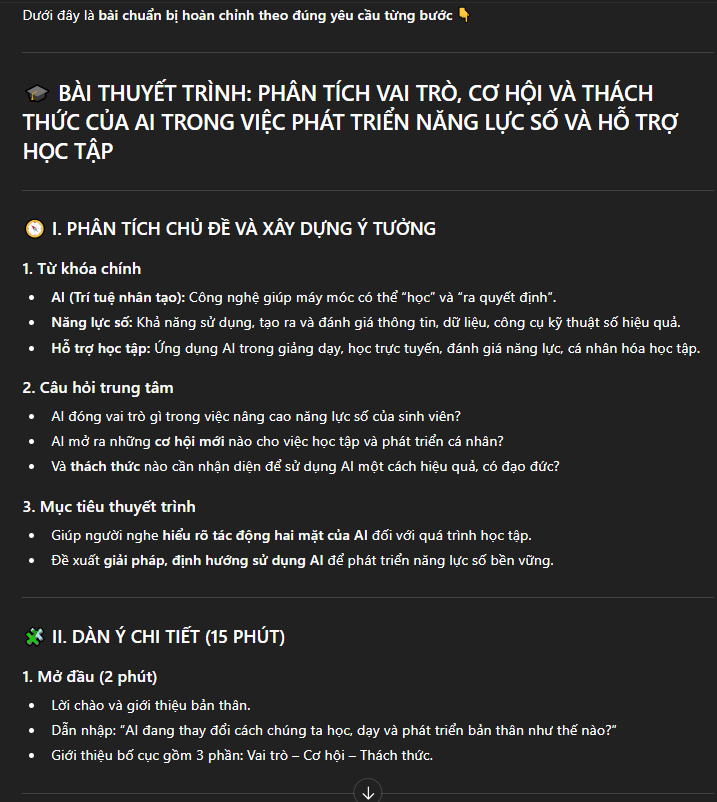 Dưới đây là bài chuẩn bị hoàn chỉnh theo đúng yêu cầu từng bước 👇
🎓 BÀI THUYẾT TRÌNH: PHÂN TÍCH VAI TRÒ, CƠ HỘI VÀ THÁCH
THỨC CỦA AI TRONG VIỆC PHÁT TRIỂN NĂNG LỰC SỐ VÀ HỖ TRỢ
HỌC TẬP
🧭 I. PHÂN TÍCH CHỦ ĐỀ VÀ XÂY DỰNG Ý TƯỞNG
1. Từ khóa chính
• AI (Trí tuệ nhân tạo): Công nghệ giúp máy móc có thể “học” và “ra quyết định”.
• Năng lực số: Khả năng sử dụng, tạo ra và đánh giá thông tin, dữ liệu, công cụ kỹ thuật số hiệu quả.
• Hỗ trợ học tập: Ứng dụng AI trong giảng dạy, học trực tuyến, đánh giá năng lực, cá nhân hóa học tập.
2. Câu hỏi trung tâm
• AI đóng vai trò gì trong việc nâng cao năng lực số của sinh viên?
• AI mở ra những cơ hội mới nào cho việc học tập và phát triển cá nhân?
• Và thách thức nào cần nhận diện để sử dụng AI một cách hiệu quả, có đạo đức?
3. Mục tiêu thuyết trình
• Giúp người nghe hiểu rõ tác động hai mặt của AI đối với quá trình học tập.
• Đề xuất giải pháp, định hướng sử dụng AI để phát triển năng lực số bền vững.
🧩 II. DÀN Ý CHI TIẾT (15 PHÚT)
1. Mở đầu (2 phút)
• Lời chào và giới thiệu bản thân.
• Dẫn nhập: “AI đang thay đổi cách chúng ta học, dạy và phát triển bản thân như thế nào?”
• Giới thiệu bố cục gồm 3 phần: Vai trò – Cơ hội – Thách thức.